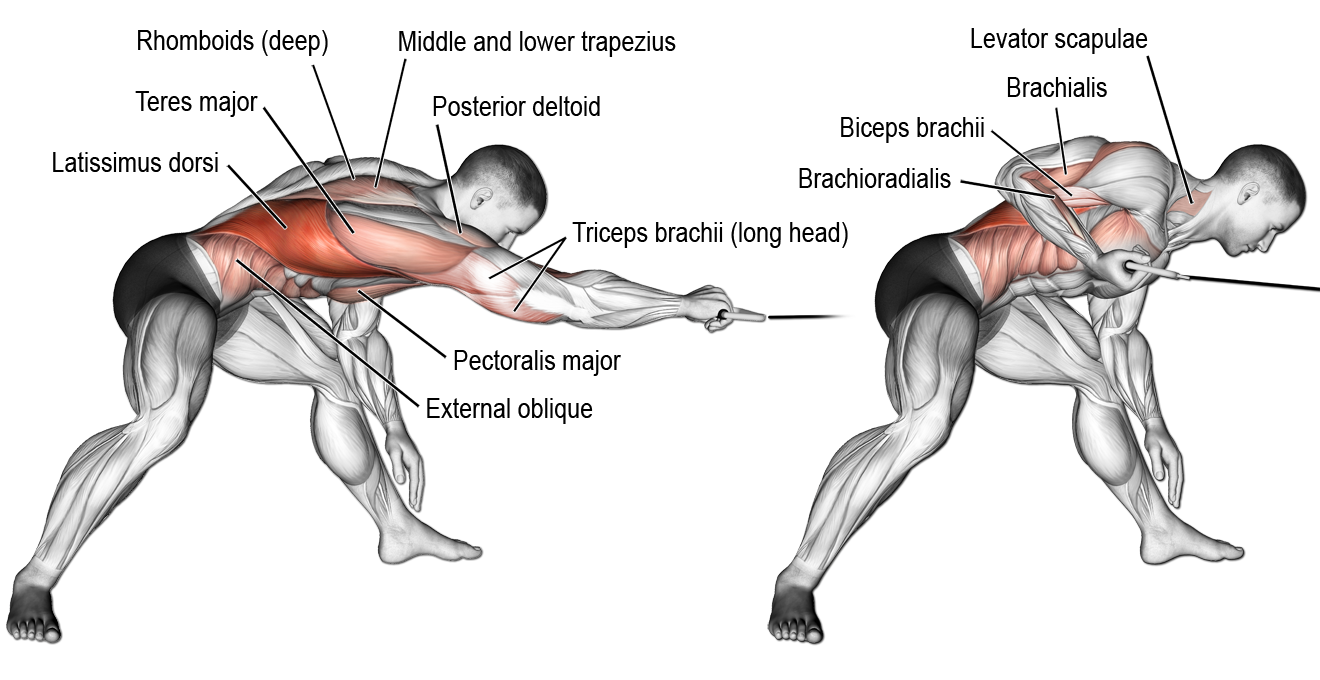 Rhomboids (deep)
Middle and lower trapezius
Teres major
Posterior deltoid
Latissimus dorsi
Triceps brachii (long head)
Pectoralis major
External oblique
Levator scapulae
Brachialis
Biceps brachii
Brachioradialis